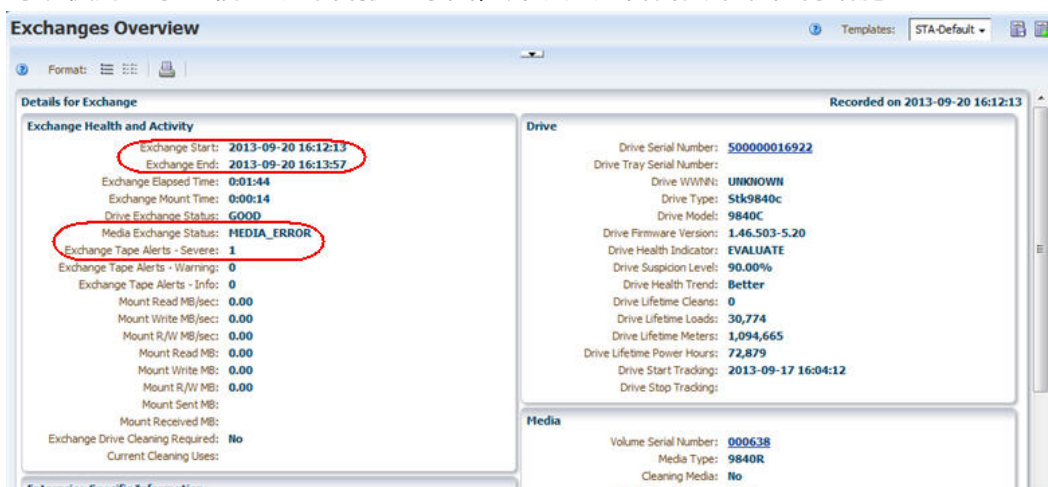 Exchanges Overview
Templates: STA-Default
Format:
Details for Exchange
Recorded on 2013-09-20 16:12:13
Exchange Health and Activity
Exchange Start: 2013-09-20 16:12:13
Exchange End: 2013-09-20 16:13:57
Exchange Elapsed Time: 0:01:44
Exchange Mount Time: 0:00:14
Drive Exchange Status: GOOD
Media Exchange Status: MEDIA_ERROR
Exchange Tape Alerts - Severe: 1
Exchange Tape Alerts - Warning: 0
Exchange Tape Alerts - Info: 0
Mount Read MB/sec: 0.00
Mount Write MB/sec: 0.00
Mount R/W MB/sec: 0.00
Mount Read MB: 0.00
Mount Write MB: 0.00
Mount R/W MB: 0.00
Mount Sent MB:
Mount Received MB:
Exchange Drive Cleaning Required: No
Current Cleaning Uses:
Drive
Drive Serial Number: 500000016922
Drive Tray Serial Number:
Drive WWNN: UNKNOWN
Drive Type: Stk9840c
Drive Model: 9840C
Drive Firmware Version: 1.46.503-5.20
Drive Health Indicator: EVALUATE
Drive Suspicion Level: 90.00%
Drive Health Trend: Better
Drive Lifetime Cleans: 0
Drive Lifetime Loads: 30,774
Drive Lifetime Meters: 1,094,665
Drive Lifetime Power Hours: 72,879
Drive Start Tracking: 2013-09-17 16:04:12
Drive Stop Tracking:
Media
Volume Serial Number: 000638
Media Type: 9840R
Cleaning Media: No